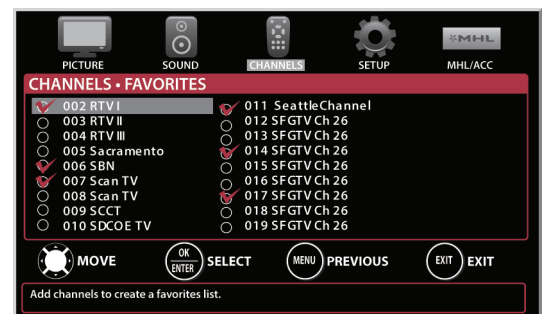 MHL
PICTURE SOUND CHANNELS SETUP MHL/ACC
CHANNELS • FAVORITES
002 RTV I
003 RTV II
004 RTV III
005 Sacramento
006 SBN
007 Scan TV
008 Scan TV
009 SCCT
010 SDCOE TV
011 SeattleChannel
012 SFGTV Ch 26
013 SFGTV Ch 26
014 SFGTV Ch 26
015 SFGTV Ch 26
016 SFGTV Ch 26
017 SFGTV Ch 26
018 SFGTV Ch 26
019 SFGTV Ch 26
MOVE OK ENTER SELECT MENU PREVIOUS EXIT EXIT
Add channels to create a favorites list.